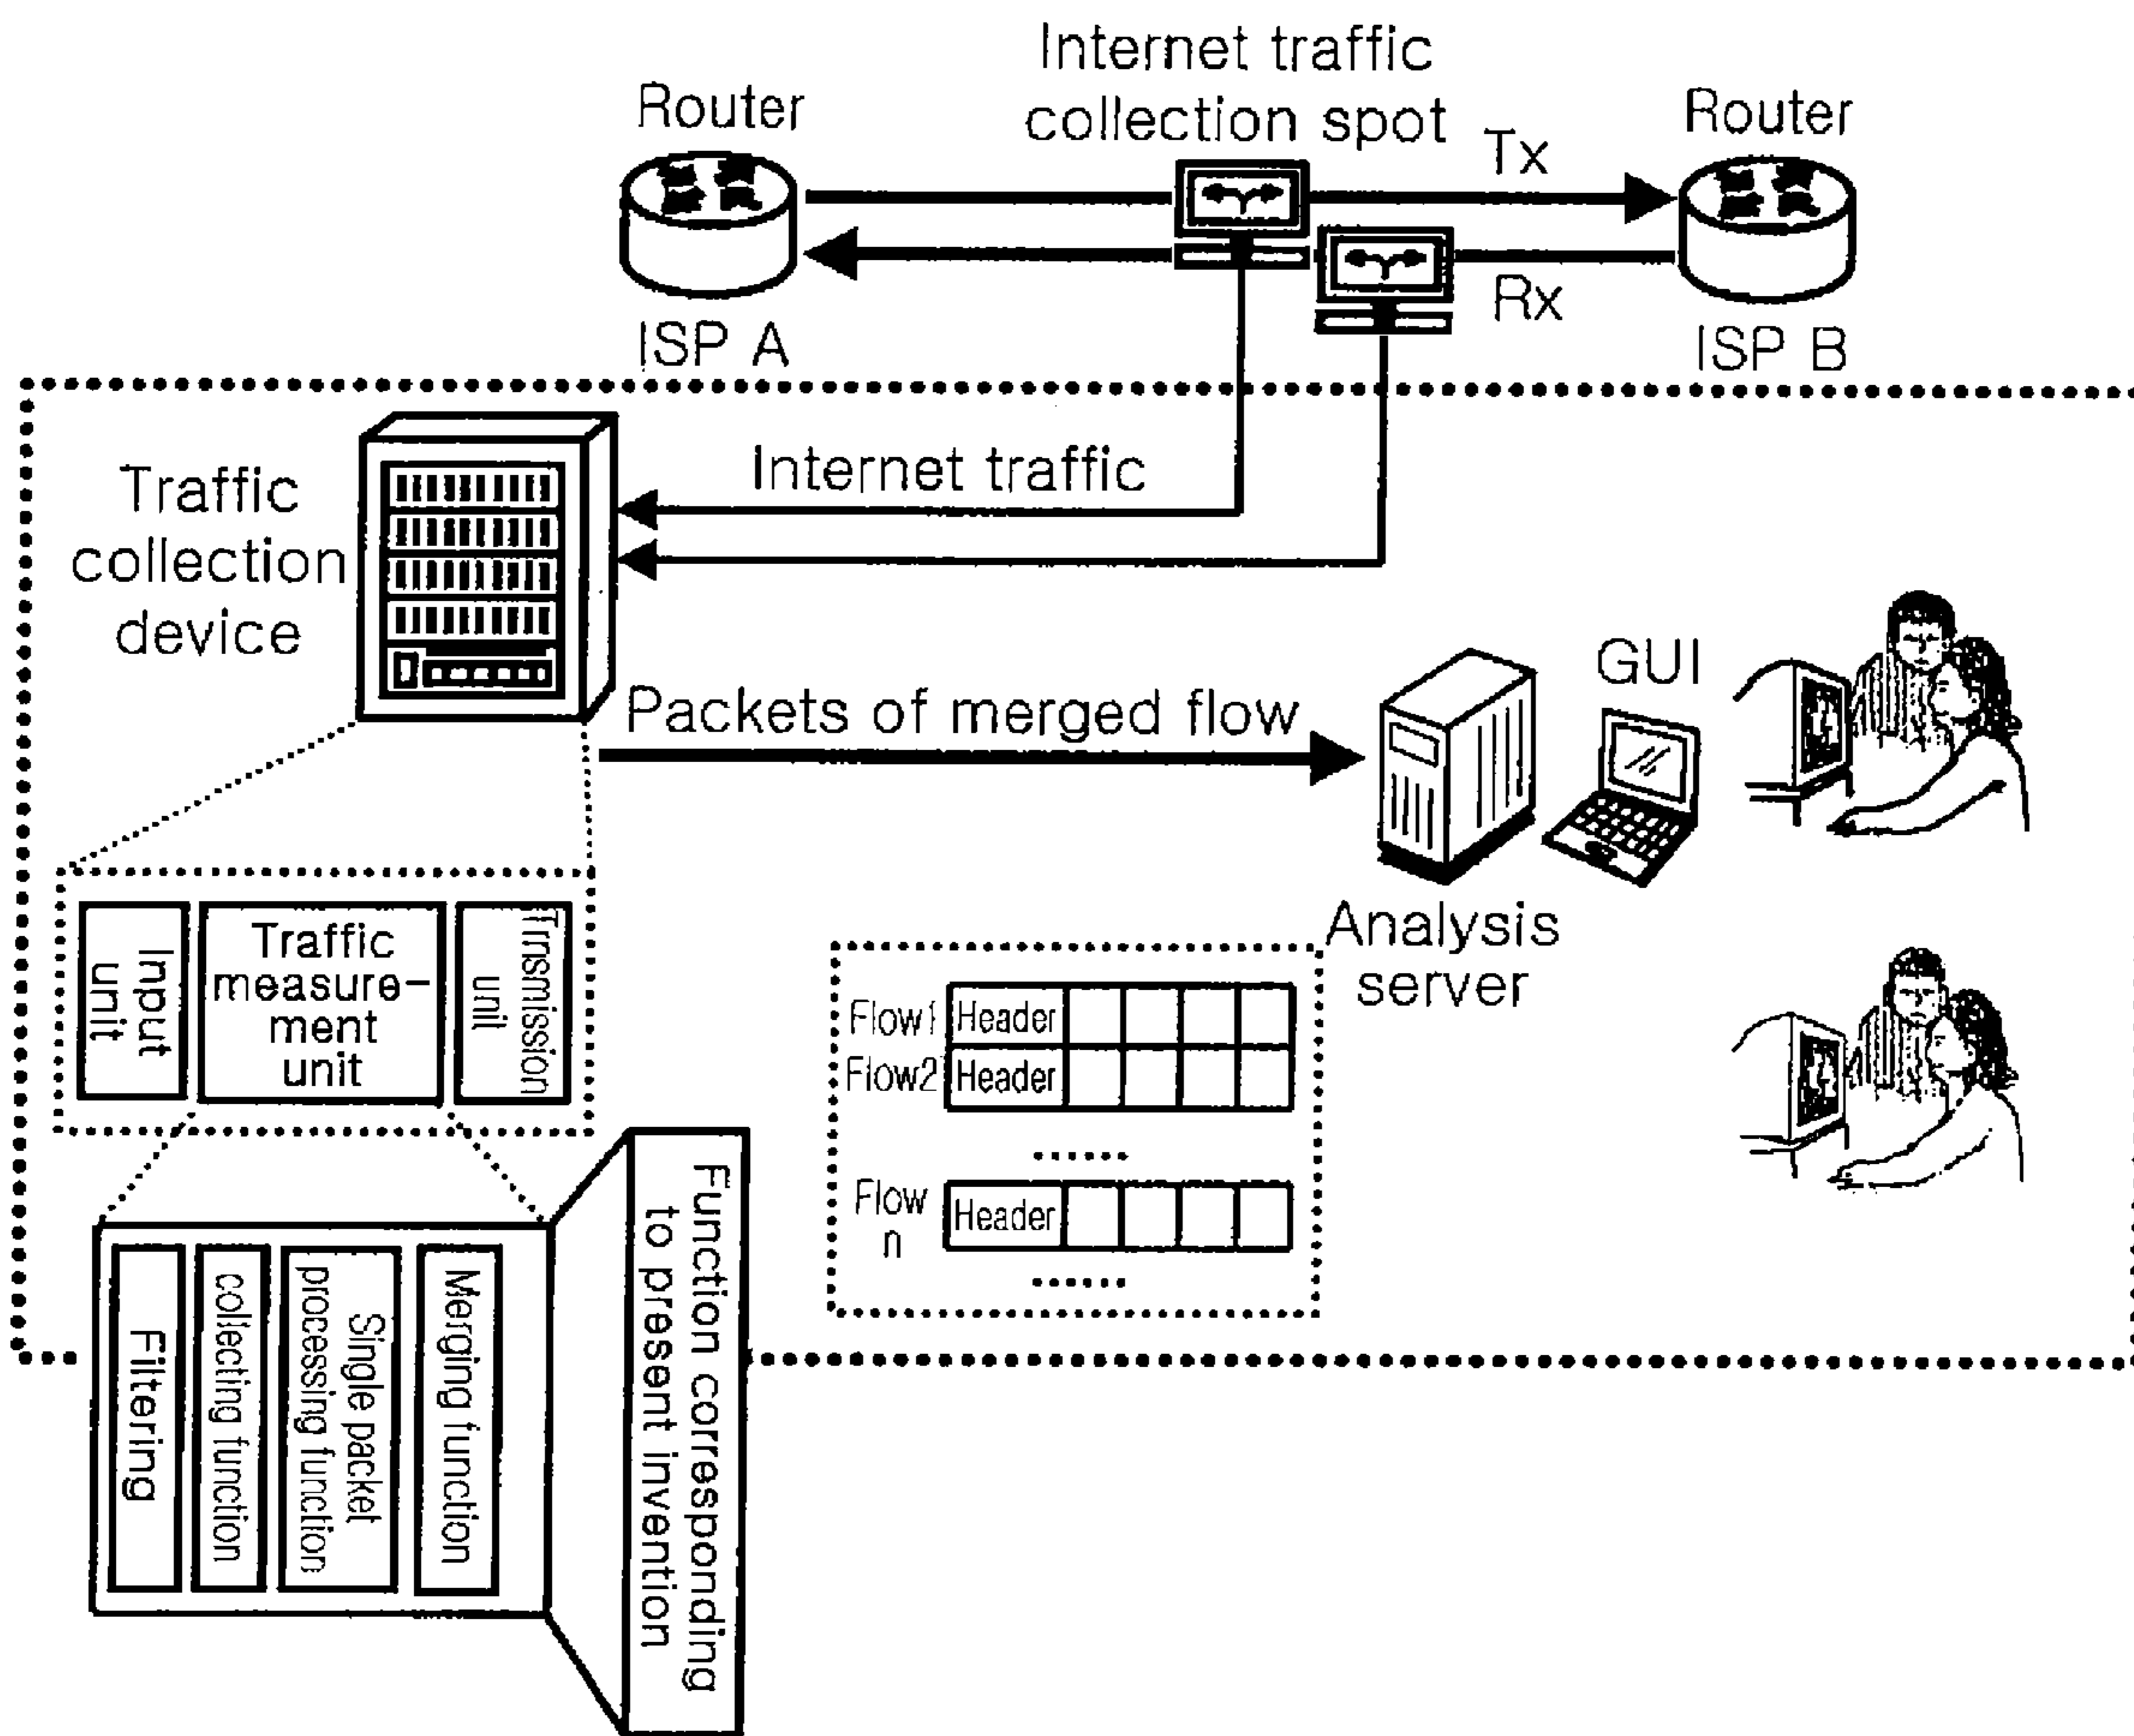 Internet traffic
collection spot
Router
Router
Tx
Rx
ISP A
ISP B
Traffic
collection
device
Internet traffic
Packets of merged flow
GUI
Analysis
server
Input
unit
Traffic
measure-
ment
unit
Trnsmission
unit
Flow1 Header
Flow2 Header
......
Flow
n
Header
......
Filtering
collecting function
Single packet
processing function
Merging function
Function corresponding
to present invention